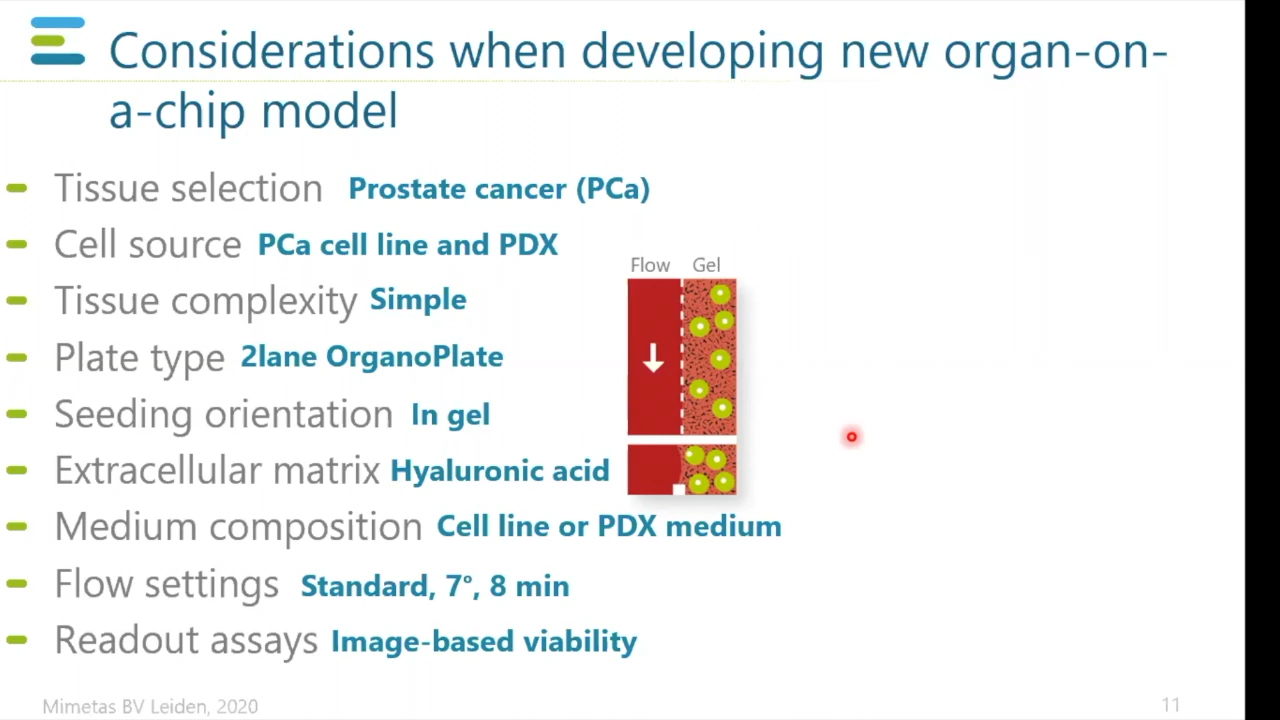 Considerations when developing new organ-on-
a-chip model
Tissue selection Prostate cancer (PCa)
Cell source PCa cell line and PDX
Flow Gel
Tissue complexity Simple
Plate type 2lane OrganoPlate
Seeding orientation In gel
Extracellular matrix Hyaluronic acid
Medium composition Cell line or PDX medium
Flow settings Standard, 7°, 8 min
Readout assays Image-based viability
Mimetas BV Leiden, 2020 11